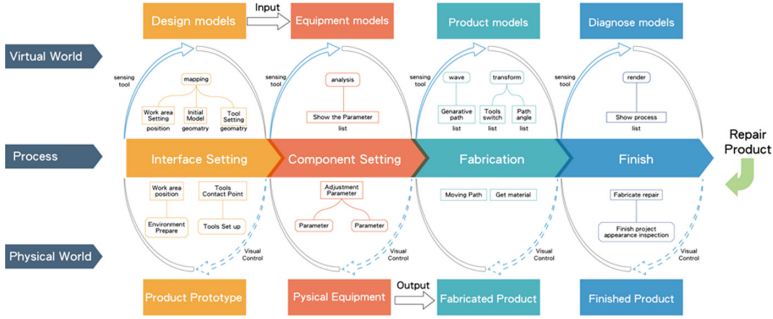 Design models
Input
Equipment models
Product models
Diagnose models
Virtual World
sensing
tool
mapping
Work area
Setting
position
Initial
Model
geometry
Tool
Setting
geometry
sensing
tool
analysis
Show the Parameter
list
sensing
tool
wave
Genarative
path
list
transform
Tools
switch
list
Path
angle
list
sensing
tool
render
Show process
list
Process
Interface Setting
Component Setting
Fabrication
Finish
Repair
Product
Work area
position
Environment
Prepare
Tools
Contact Point
Tools Set up
Visual
Control
Adjustment
Parameter
Parameter
Parameter
Visual
Control
Moving Path
Get material
Visual
Control
Fabricate repair
Finish project
appearance inspection
Visual
Control
Physical World
Product Prototype
Pysical Equipment
Output
Fabricated Product
Finished Product